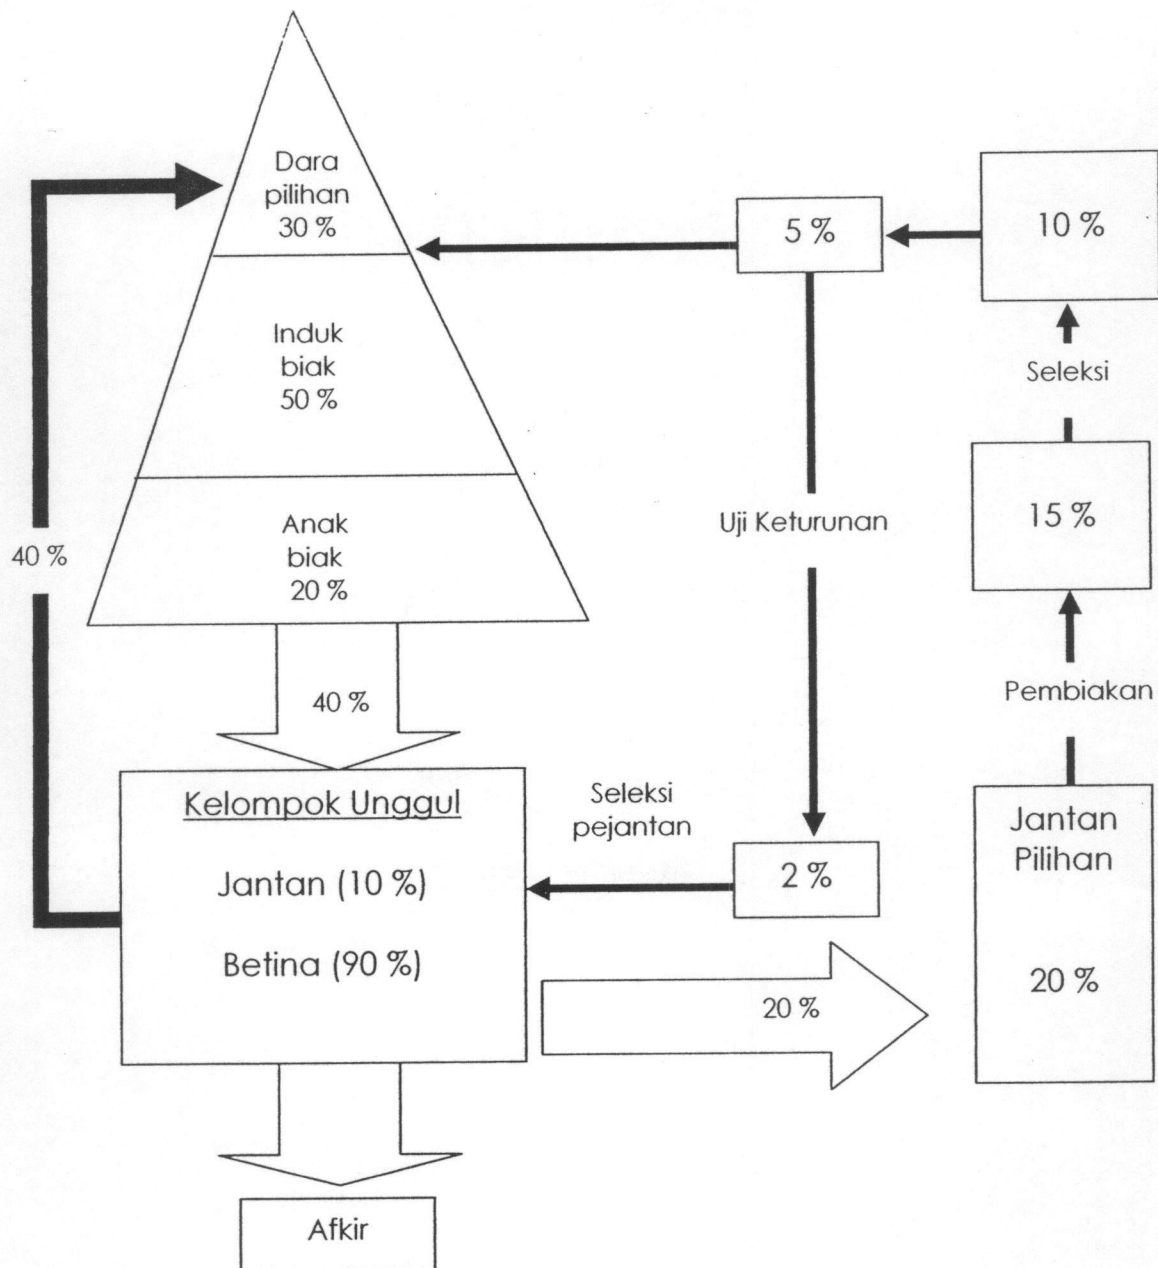 Dara
pilihan
30 %
Induk
biak
50 %
Anak
biak
20 %
40 %
40 %
Kelompok Unggul
Jantan (10 %)
Betina (90 %)
Afkir
5 %
10 %
Seleksi
15 %
Uji Keturunan
Pembiakan
Seleksi
pejantan
2 %
20 %
Jantan
Pilihan
20 %